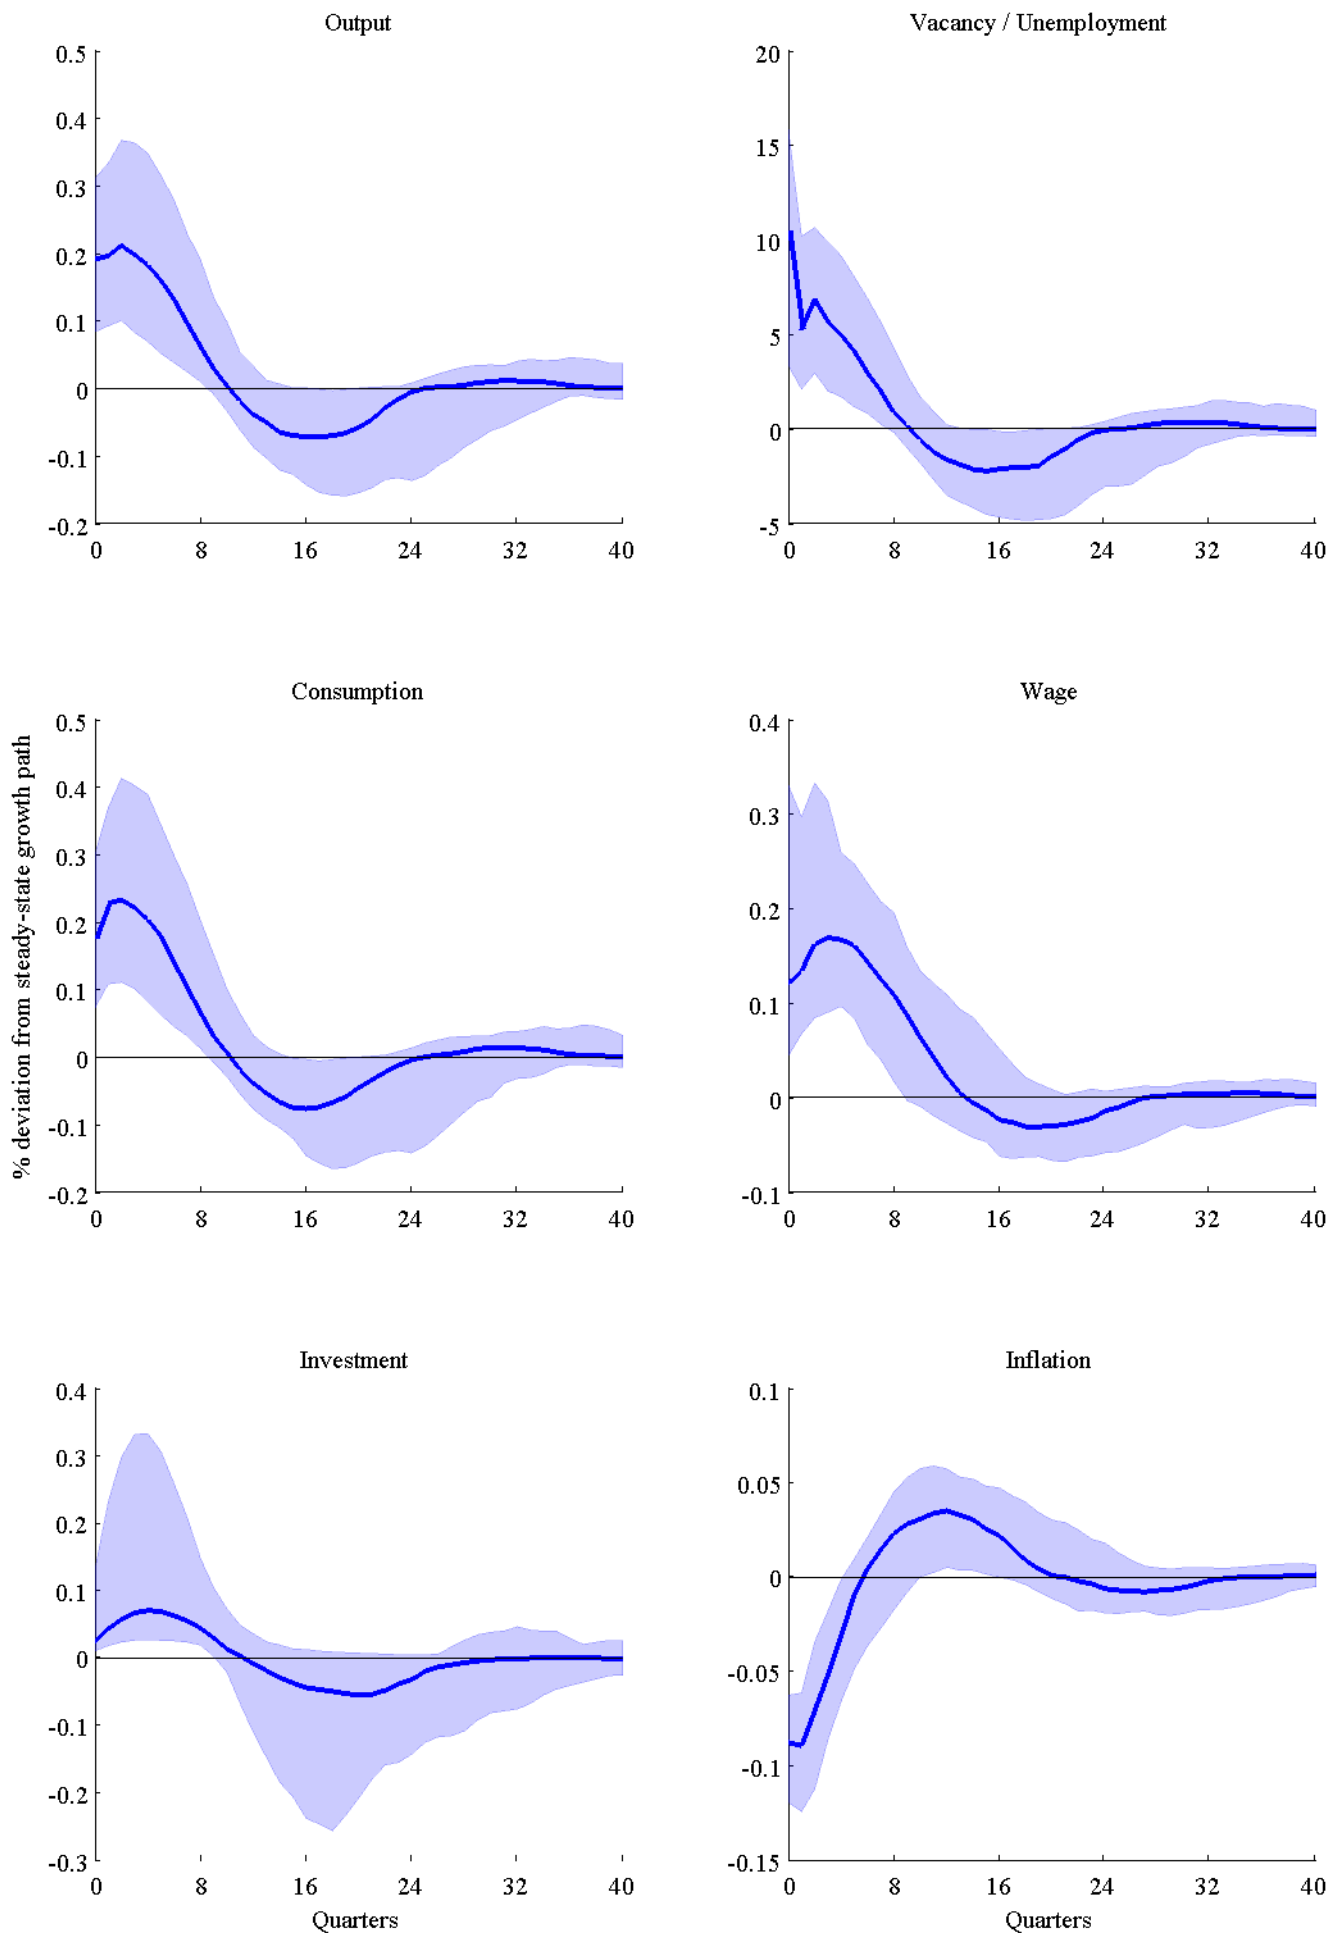 Output
0.5
0.4
0.3
0.2
0.1
0
-0.1
-0.2
0 8 16 24 32 40
Vacancy / Unemployment
20
15
10
5
0
-5
0 8 16 24 32 40
% deviation from steady-state growth path
Consumption
0.5
0.4
0.3
0.2
0.1
0
-0.1
-0.2
0 8 16 24 32 40
Wage
0.4
0.3
0.2
0.1
0
-0.1
0 8 16 24 32 40
Investment
0.4
0.3
0.2
0.1
0
-0.1
-0.2
-0.3
0 8 16 24 32 40
Quarters
Inflation
0.1
0.05
0
-0.05
-0.1
-0.15
0 8 16 24 32 40
Quarters